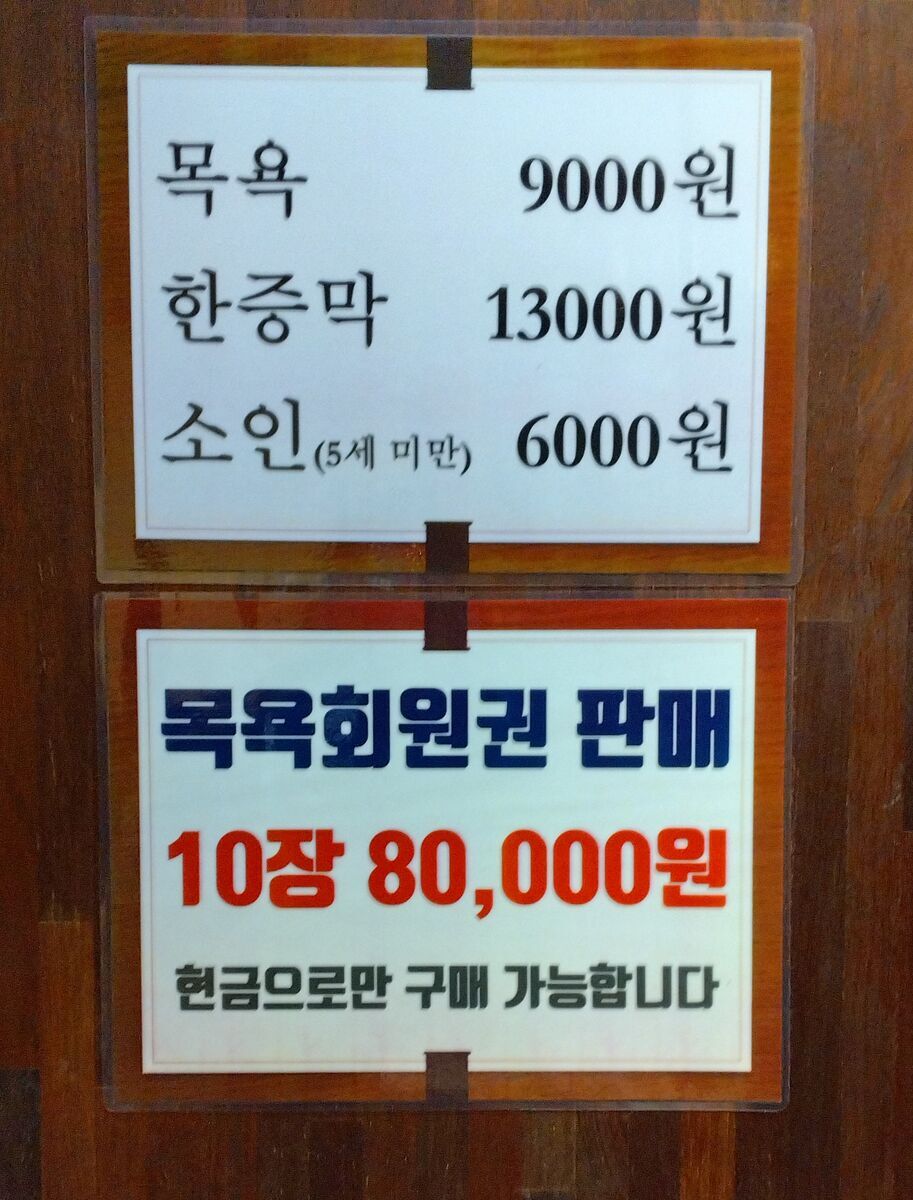 목욕 9000원
한증막 13000원
소인(5세 미만) 6000원
목욕회원권 판매
10장 80,000원
현금으로만 구매 가능합니다